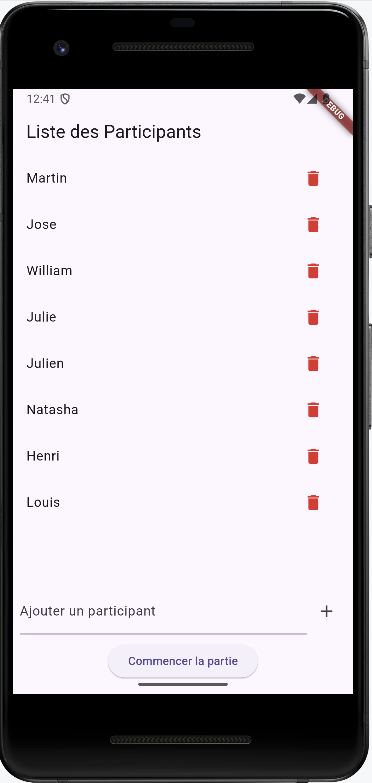 12:41
EBUG
Liste des Participants
Martin
Jose
William
Julie
Julien
Natasha
Henri
Louis
Ajouter un participant
Commencer la partie